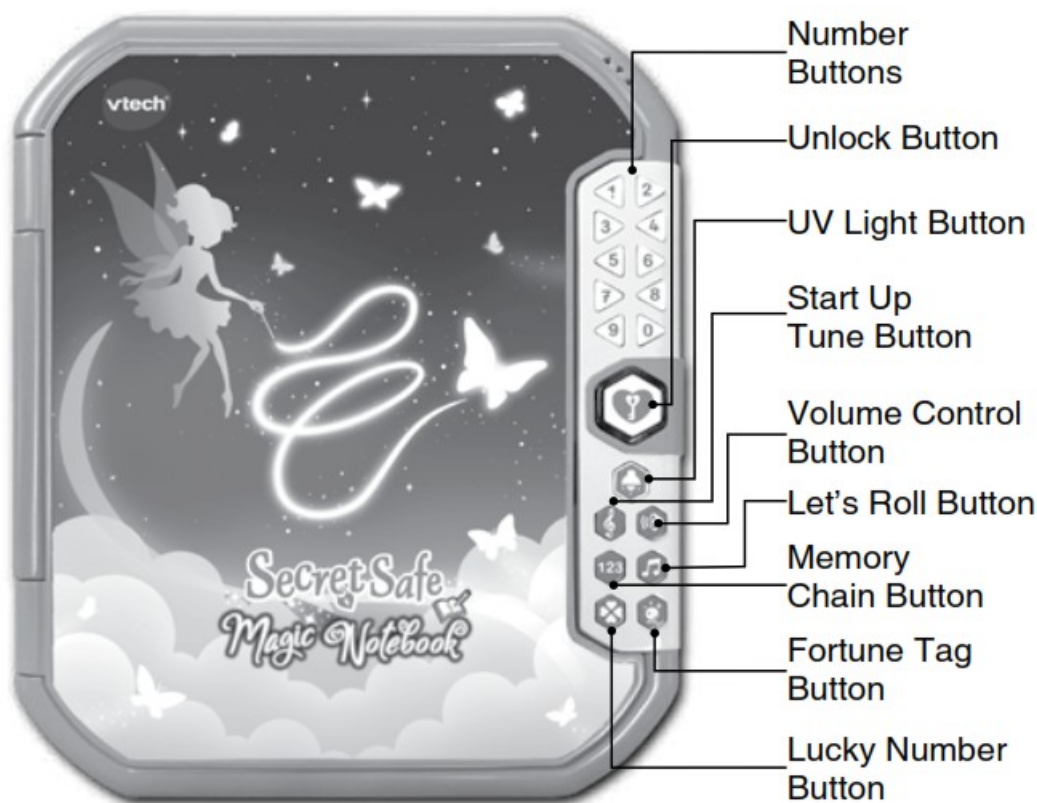 vtech
Number
Buttons
Unlock Button
UV Light Button
Start Up
Tune Button
Volume Control
Button
Let's Roll Button
Memory
Chain Button
Fortune Tag
Button
Lucky Number
Button
1 2
3 4
5 6
7 8
9 0
123
Secret Safe
Magic Notebook